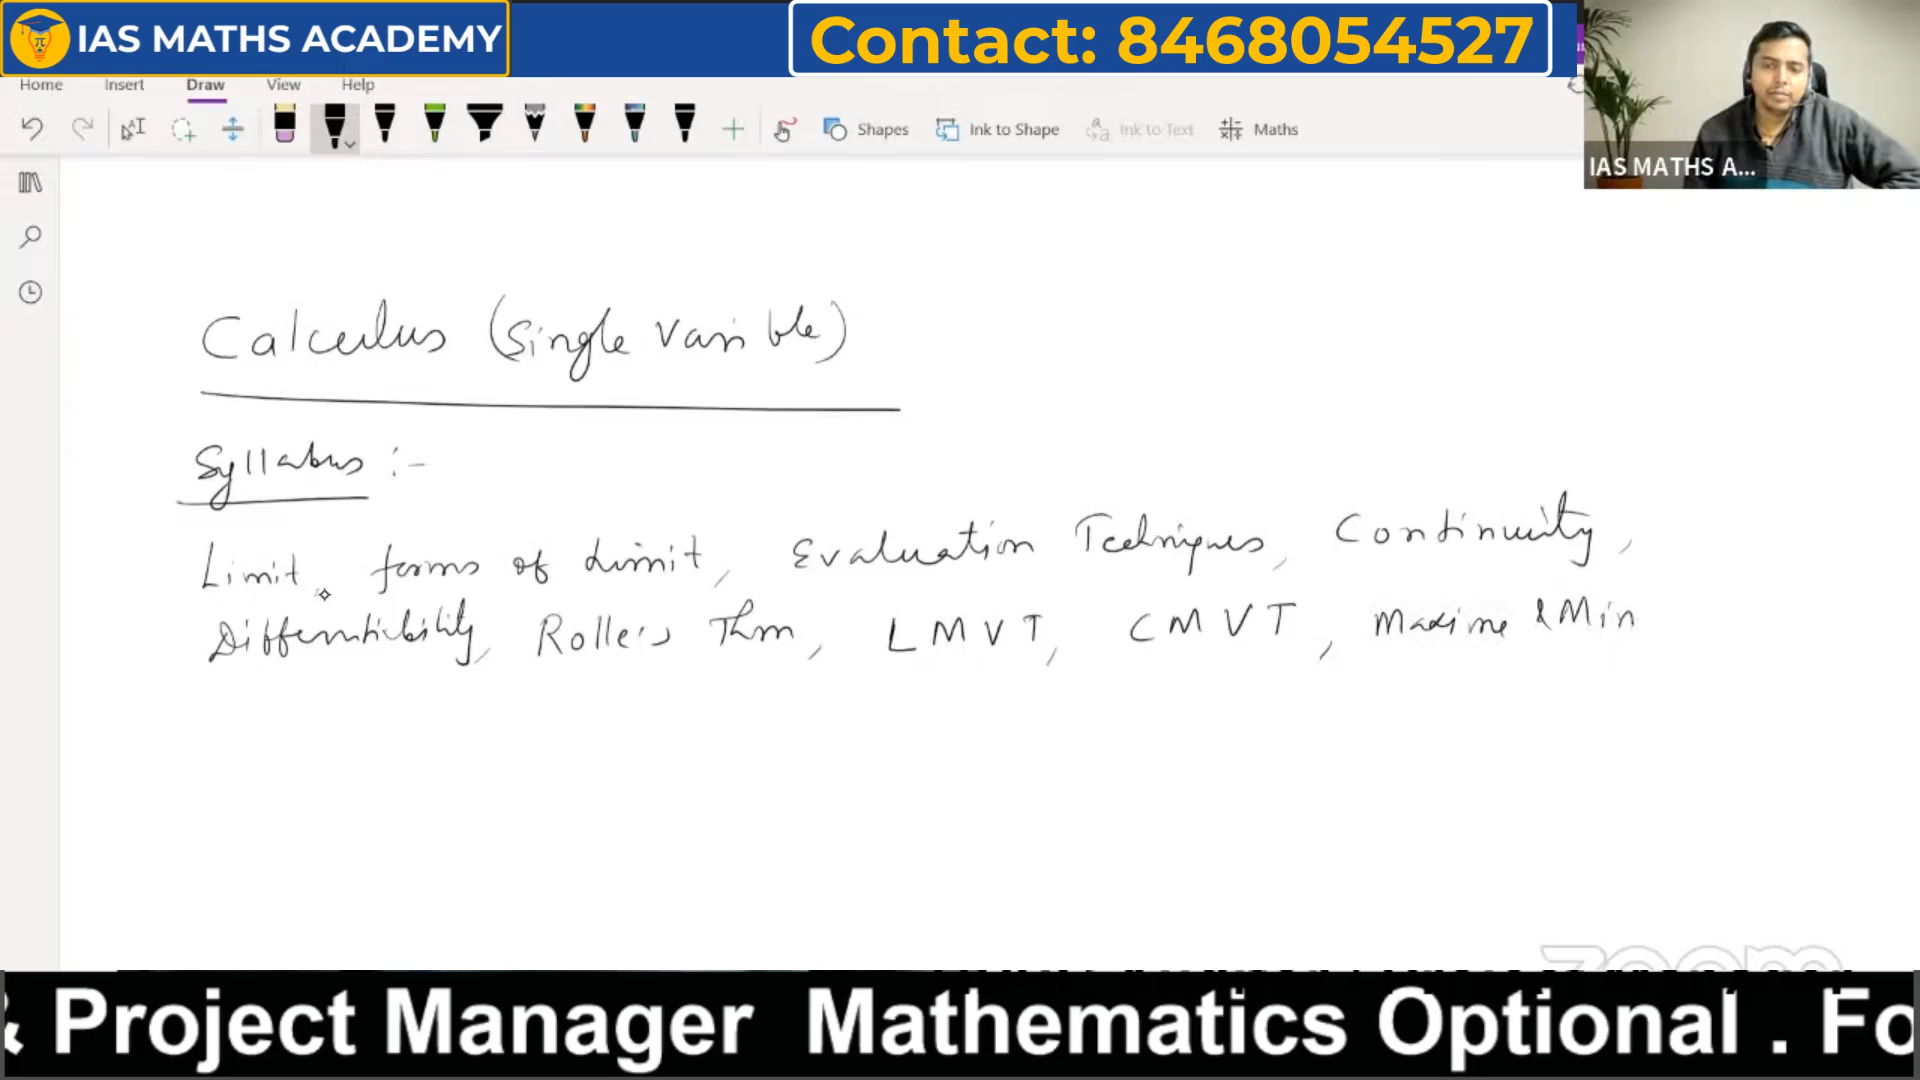 IAS MATHS ACADEMY
Contact: 8468054527
Home Insert Draw View Help
Shapes Ink to Shape Ink to Text Maths
IAS MATHS A...
Calculus (Single Variable)
Syllabus :-
Limit, forms of Limit, Evaluation Techniques, Continuity,
Differentiability, Rolle's Thm, LMVT, CMVT, Maxima & Min
zoom
& Project Manager Mathematics Optional . Fo